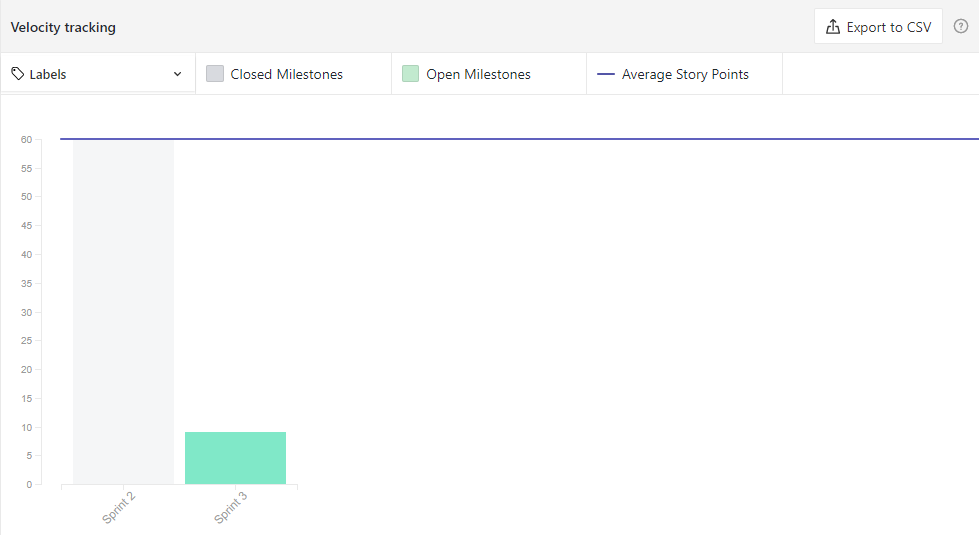 Velocity tracking
Export to CSV
?
Labels
Closed Milestones
Open Milestones
Average Story Points
60
55
50
45
40
35
30
25
20
15
10
5
0
Sprint 2
Sprint 3